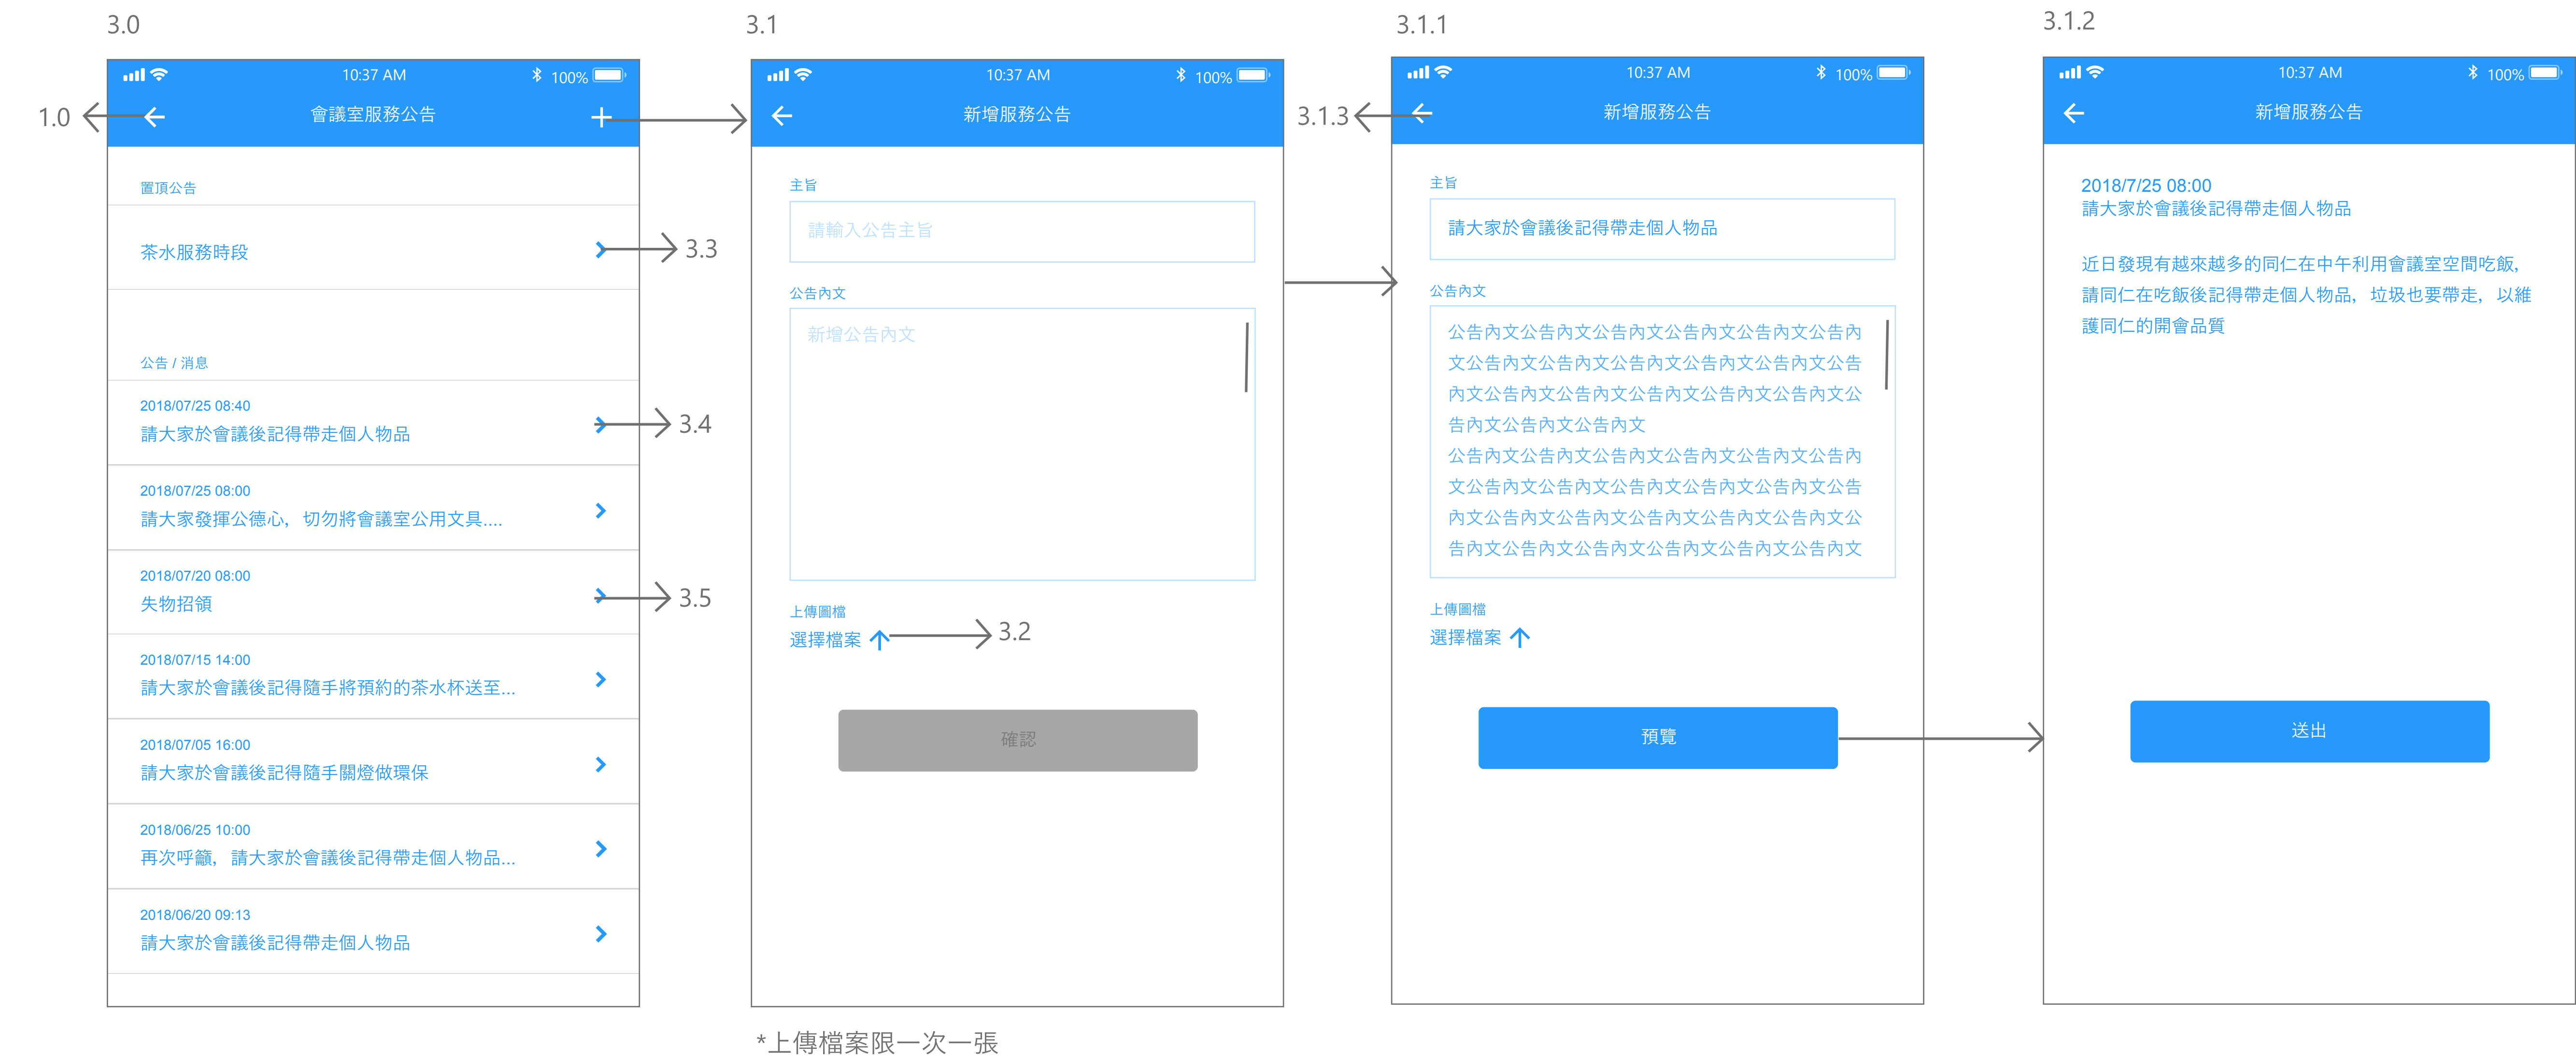 3.0
10:37 AM
100%
1.0
會議室服務公告
置頂公告
茶水服務時段
3.3
公告 / 消息
2018/07/25 08:40
請大家於會議後記得帶走個人物品
3.4
2018/07/25 08:00
請大家發揮公德心，切勿將會議室公用文具....
2018/07/20 08:00
失物招領
3.5
2018/07/15 14:00
請大家於會議後記得隨手將預約的茶水杯送至...
2018/07/05 16:00
請大家於會議後記得隨手關燈做環保
2018/06/25 10:00
再次呼籲，請大家於會議後記得帶走個人物品...
2018/06/20 09:13
請大家於會議後記得帶走個人物品
3.1
10:37 AM
100%
新增服務公告
主旨
請輸入公告主旨
公告內文
新增公告內文
上傳圖檔
選擇檔案
3.2
確認
*上傳檔案限一次一張
3.1.1
10:37 AM
100%
3.1.3
新增服務公告
主旨
請大家於會議後記得帶走個人物品
公告內文
公告內文公告內文公告內文公告內文公告內文公告內
文公告內文公告內文公告內文公告內文公告內文公告
內文公告內文公告內文公告內文公告內文公告內文公
告內文公告內文公告內文
公告內文公告內文公告內文公告內文公告內文公告內
文公告內文公告內文公告內文公告內文公告內文公告
內文公告內文公告內文公告內文公告內文公告內文公
告內文公告內文公告內文公告內文公告內文公告內文
上傳圖檔
選擇檔案
預覽
3.1.2
10:37 AM
100%
新增服務公告
2018/7/25 08:00
請大家於會議後記得帶走個人物品
近日發現有越來越多的同仁在中午利用會議室空間吃飯，
請同仁在吃飯後記得帶走個人物品，垃圾也要帶走，以維
護同仁的開會品質
送出